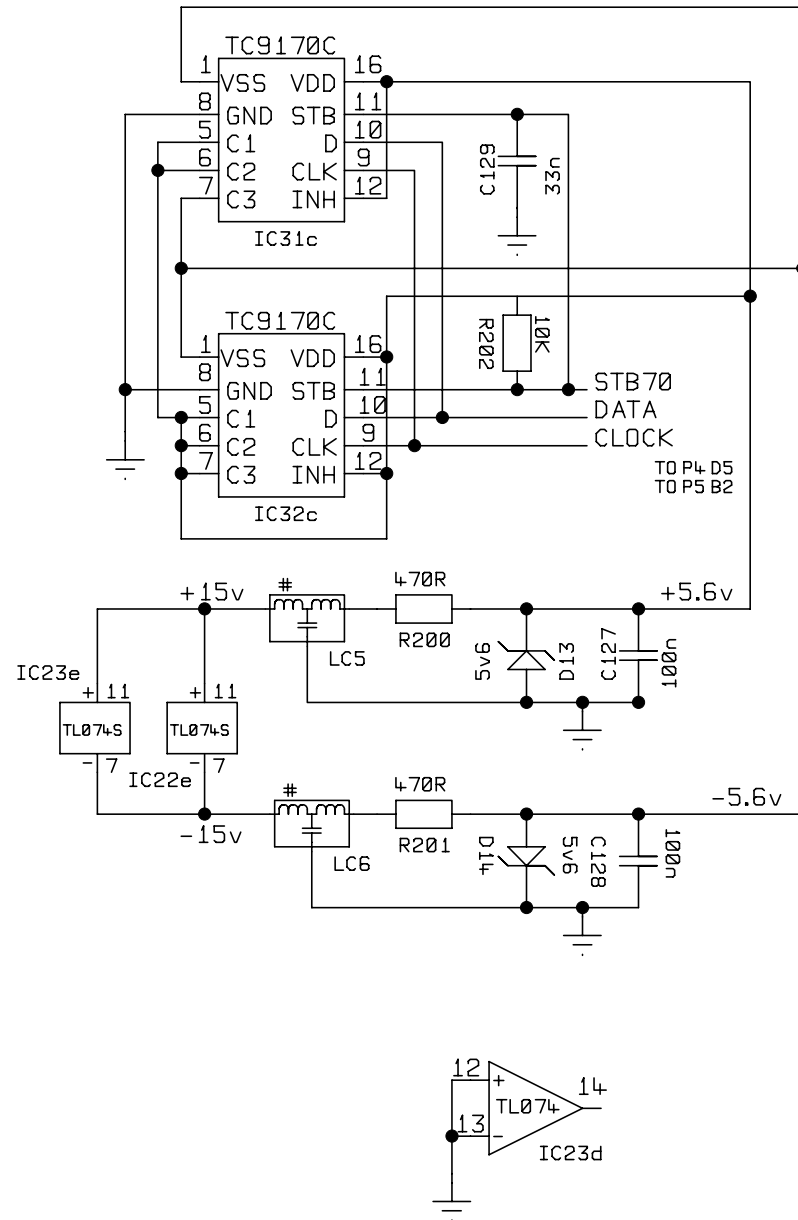 TC9170C
1 VSS VDD 16
8 GND STB 11
5 C1 D 10
6 C2 CLK 9
7 C3 INH 12
IC31c
C129
33n
TC9170C
1 VSS VDD 16
8 GND STB 11
5 C1 D 10
6 C2 CLK 9
7 C3 INH 12
IC32c
R202
10K
STB70
DATA
CLOCK
TO P4 D5
TO P5 B2
+15v
#
LC5
470R
R200
5v6
D13
C127
100n
+5.6v
IC23e
+ 11
TL074S
- 7
+ 11
TL074S
- 7
IC22e
-15v
#
LC6
470R
R201
D14
5v6
C128
100n
-5.6v
12
+
13
-
TL074
14
IC23d